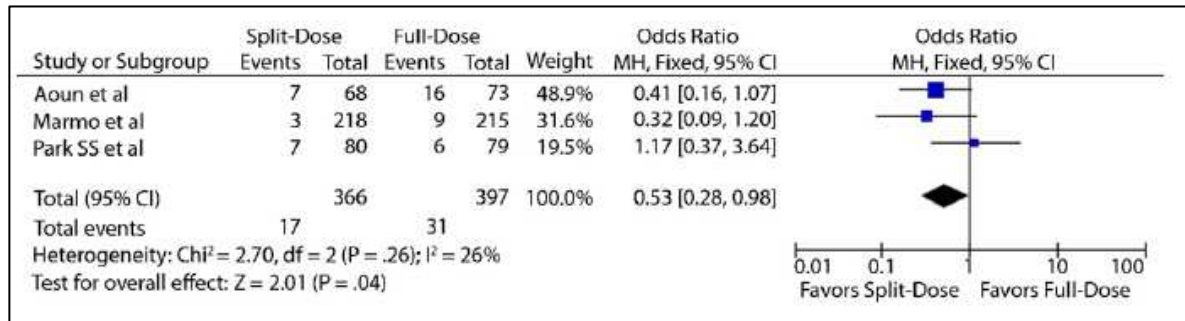 Split-Dose Full-Dose Odds Ratio Odds Ratio
Study or Subgroup Events Total Events Total Weight MH, Fixed, 95% CI MH, Fixed, 95% CI
Aoun et al 7 68 16 73 48.9% 0.41 [0.16, 1.07]
Marmo et al 3 218 9 215 31.6% 0.32 [0.09, 1.20]
Park SS et al 7 80 6 79 19.5% 1.17 [0.37, 3.64]
Total (95% CI) 366 397 100.0% 0.53 [0.28, 0.98]
Total events 17 31
Heterogeneity: Chi² = 2.70, df = 2 (P = .26); I² = 26%
Test for overall effect: Z = 2.01 (P = .04)
0.01 0.1 1 10 100
Favors Split-Dose Favors Full-Dose